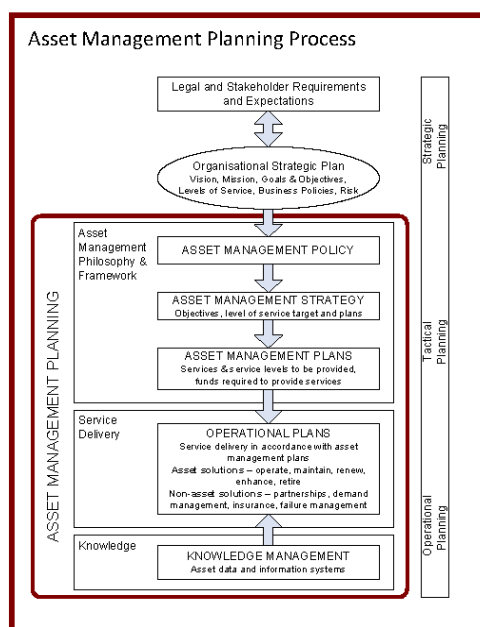 Asset Management Planning Process
Legal and Stakeholder Requirements
and Expectations
Strategic
Planning
Organisational Strategic Plan
Vision, Mission, Goals & Objectives,
Levels of Service, Business Policies, Risk
ASSET MANAGEMENT PLANNING
Asset
Management
Philosophy &
Framework
ASSET MANAGEMENT POLICY
ASSET MANAGEMENT STRATEGY
Objectives, level of service target and plans
Tactical
Planning
ASSET MANAGEMENT PLANS
Services & service levels to be provided,
funds required to provide services
Service
Delivery
OPERATIONAL PLANS
Service delivery in accordance with asset
management plans
Asset solutions – operate, maintain, renew,
enhance, retire
Non-asset solutions – partnerships, demand
management, insurance, failure management
Operational
Planning
Knowledge
KNOWLEDGE MANAGEMENT
Asset data and information systems